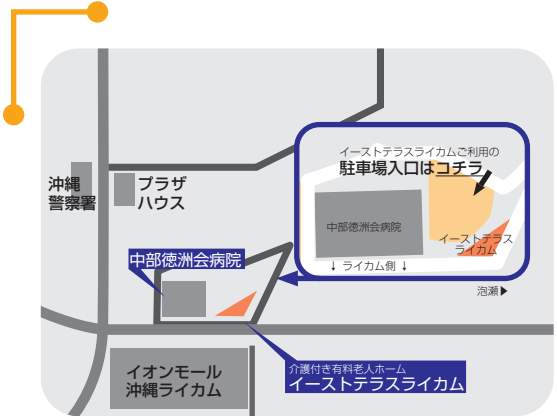 イーストテラスライカムご利用の
駐車場入口はコチラ
沖縄
警察署
プラザ
ハウス
中部徳洲会病院
イーストテラス
ライカム
↓ ライカム側 ↓
中部徳洲会病院
泡瀬▶
イオンモール
沖縄ライカム
介護付き有料老人ホーム
イーストテラスライカム